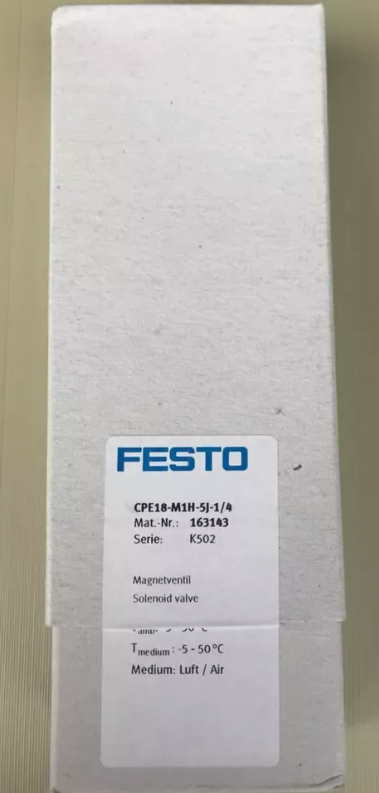 FESTO
CPE18-M1H-5J-1/4
Mat.-Nr.: 163143
Serie: K502
Magnetventil
Solenoid valve
Tmedium : -5 - 50°C
Medium: Luft / Air